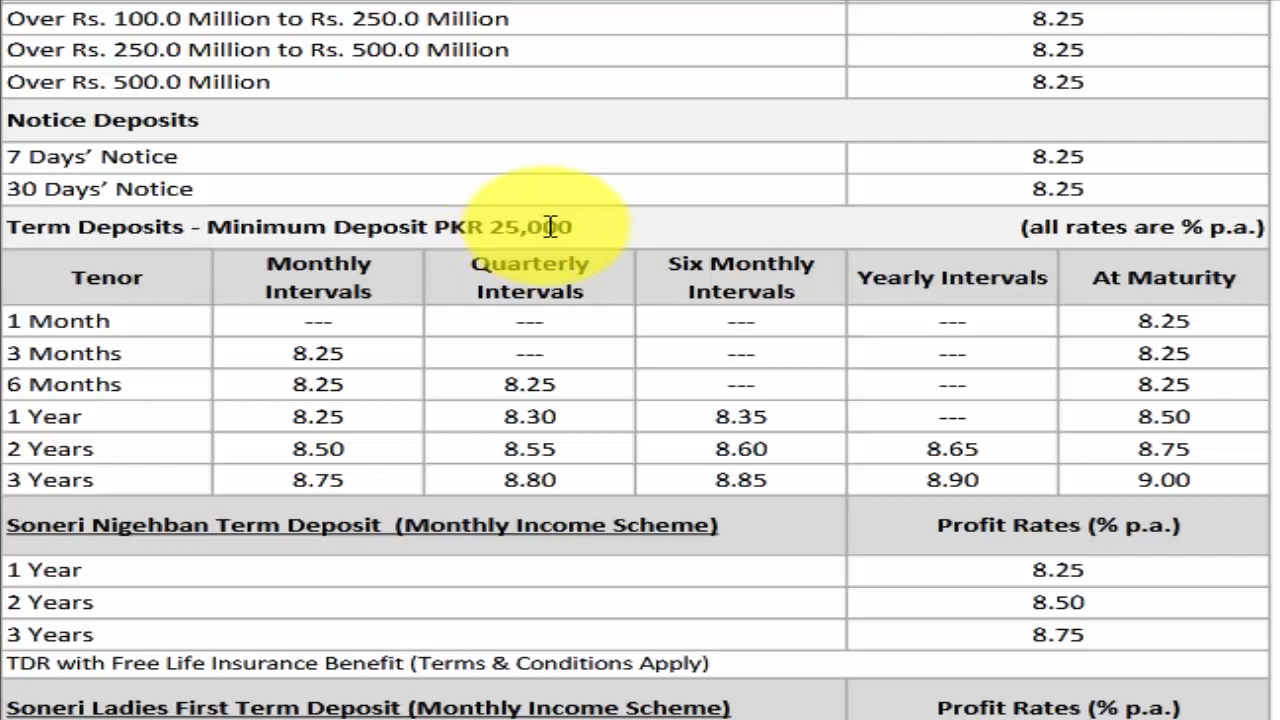 Over Rs. 100.0 Million to Rs. 250.0 Million 8.25
Over Rs. 250.0 Million to Rs. 500.0 Million 8.25
Over Rs. 500.0 Million 8.25
Notice Deposits
7 Days’ Notice 8.25
30 Days’ Notice 8.25
Term Deposits - Minimum Deposit PKR 25,000 (all rates are % p.a.)
Tenor Monthly Intervals Quarterly Intervals Six Monthly Intervals Yearly Intervals At Maturity
1 Month --- --- --- --- 8.25
3 Months 8.25 --- --- --- 8.25
6 Months 8.25 8.25 --- --- 8.25
1 Year 8.25 8.30 8.35 --- 8.50
2 Years 8.50 8.55 8.60 8.65 8.75
3 Years 8.75 8.80 8.85 8.90 9.00
Soneri Nigehban Term Deposit (Monthly Income Scheme) Profit Rates (% p.a.)
1 Year 8.25
2 Years 8.50
3 Years 8.75
TDR with Free Life Insurance Benefit (Terms & Conditions Apply)
Soneri Ladies First Term Deposit (Monthly Income Scheme) Profit Rates (% p.a.)